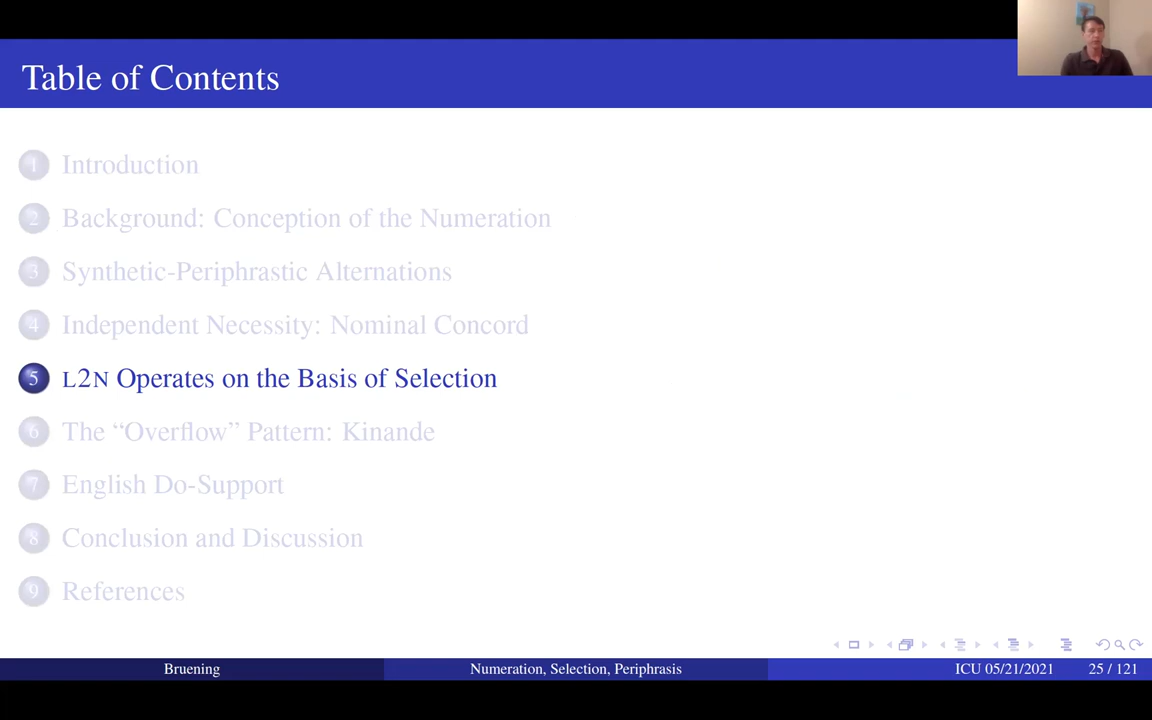 Table of Contents
1 Introduction
2 Background: Conception of the Numeration
3 Synthetic-Periphrastic Alternations
4 Independent Necessity: Nominal Concord
5 L2N Operates on the Basis of Selection
6 The “Overflow” Pattern: Kinande
7 English Do-Support
8 Conclusion and Discussion
9 References
Bruening Numeration, Selection, Periphrasis ICU 05/21/2021 25 / 121